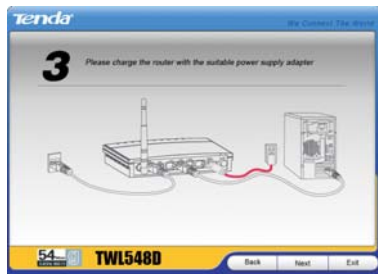 Tenda
We Connect The World
3
Please charge the router with the suitable power supply adapter
54
TWL548D
Back
Next
Exit